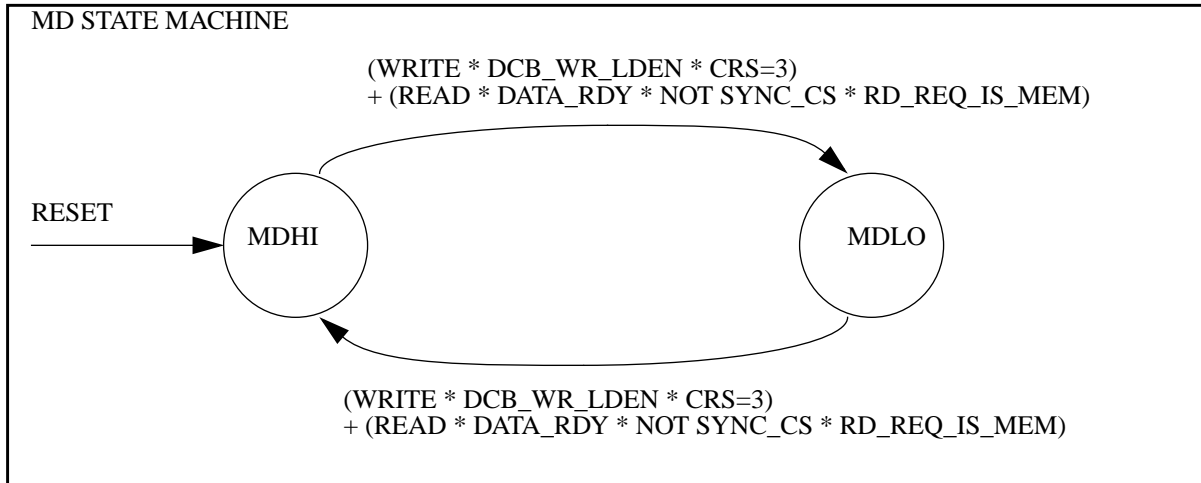 MD STATE MACHINE
(WRITE * DCB_WR_LDEN * CRS=3)
+ (READ * DATA_RDY * NOT SYNC_CS * RD_REQ_IS_MEM)
RESET
MDHI
MDLO
(WRITE * DCB_WR_LDEN * CRS=3)
+ (READ * DATA_RDY * NOT SYNC_CS * RD_REQ_IS_MEM)